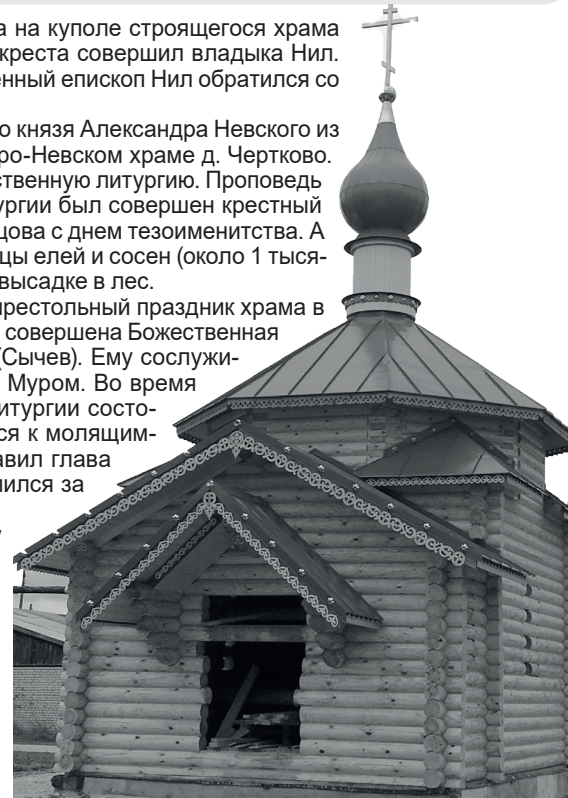 а на куполе строящегося храма
креста совершил владыка Нил.
енный епископ Нил обратился со
о князя Александра Невского из
ро-Невском храме д. Чертково.
ственную литургию. Проповедь
ургии был совершен крестный
цова с днем тезоименитства. А
цы елей и сосен (около 1 тыся-
высадке в лес.
престольный праздник храма в
совершена Божественная
(Сычев). Ему сослужи-
Муром. Во время
итургии состо-
ся к молящим-
авил глава
ился за